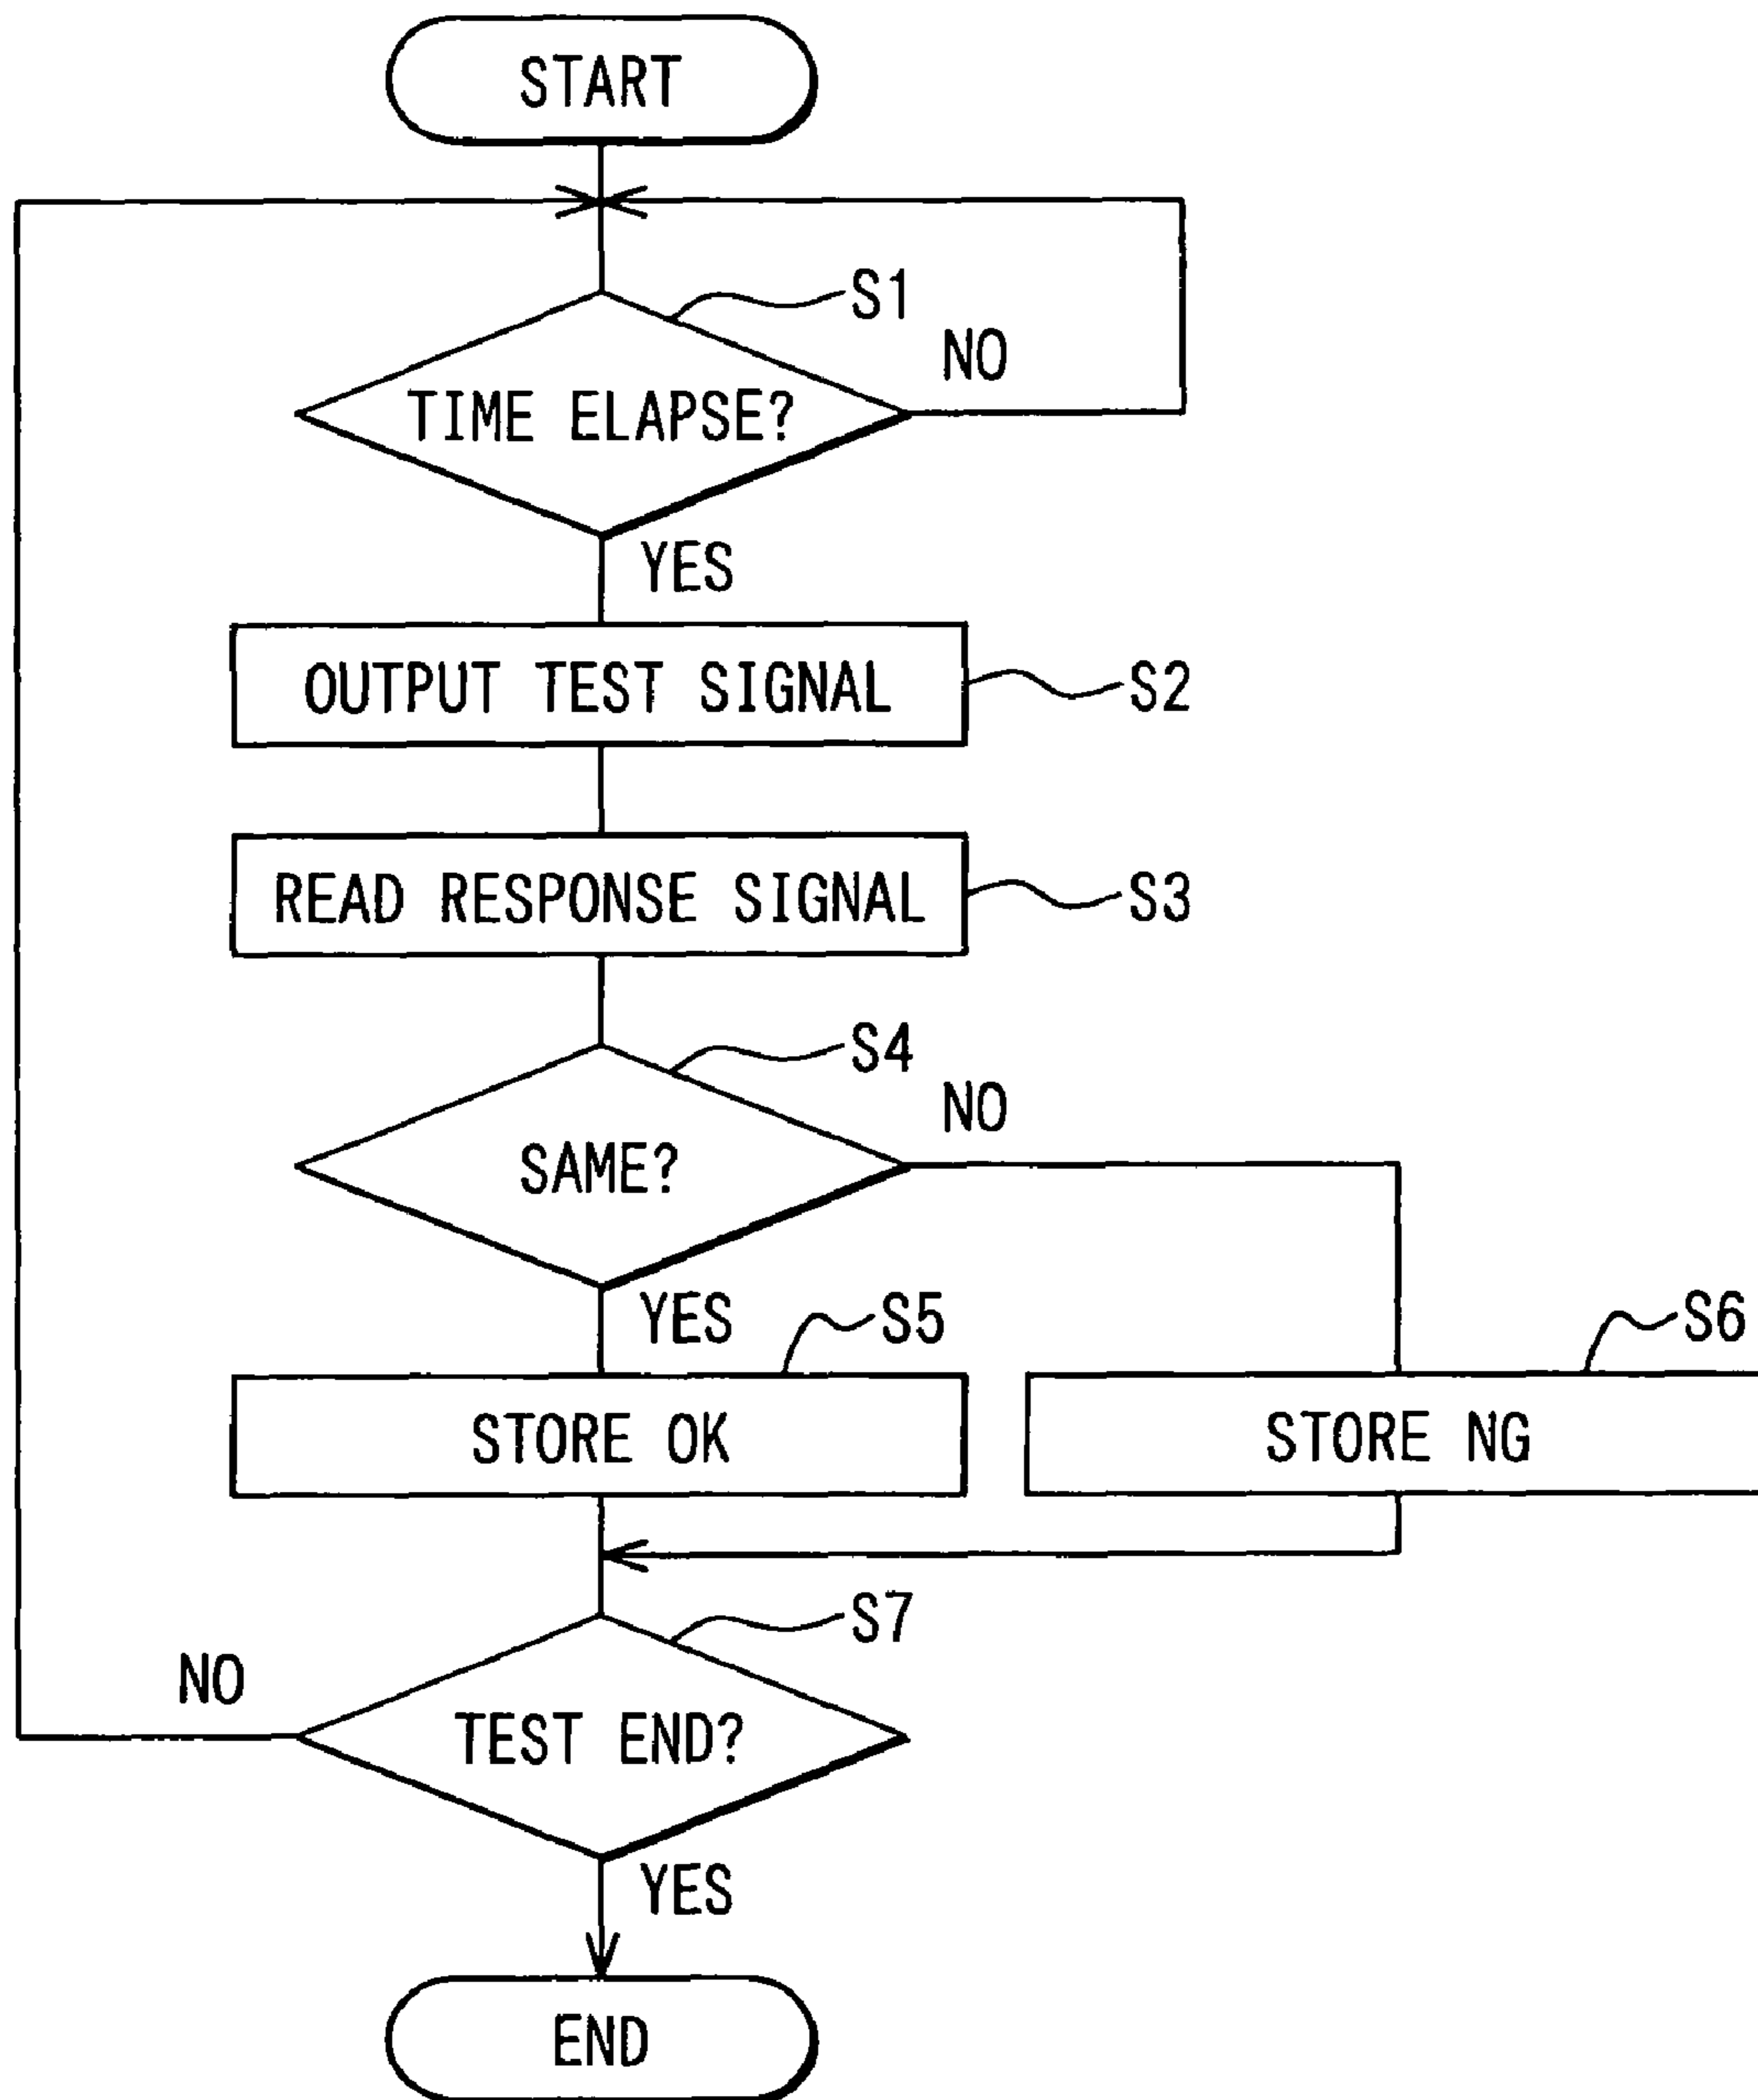 START
S1
NO
TIME ELAPSE?
YES
OUTPUT TEST SIGNAL
S2
READ RESPONSE SIGNAL
S3
S4
NO
SAME?
YES
S5
S6
STORE OK
STORE NG
S7
NO
TEST END?
YES
END